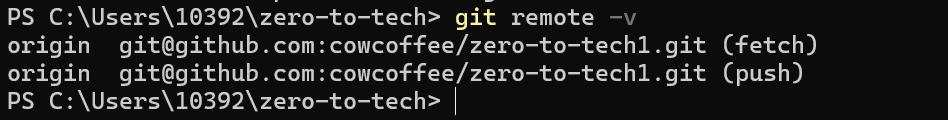 PS C:\Users\10392\zero-to-tech> git remote -v
origin  git@github.com:cowcoffee/zero-to-tech1.git (fetch)
origin  git@github.com:cowcoffee/zero-to-tech1.git (push)
PS C:\Users\10392\zero-to-tech>